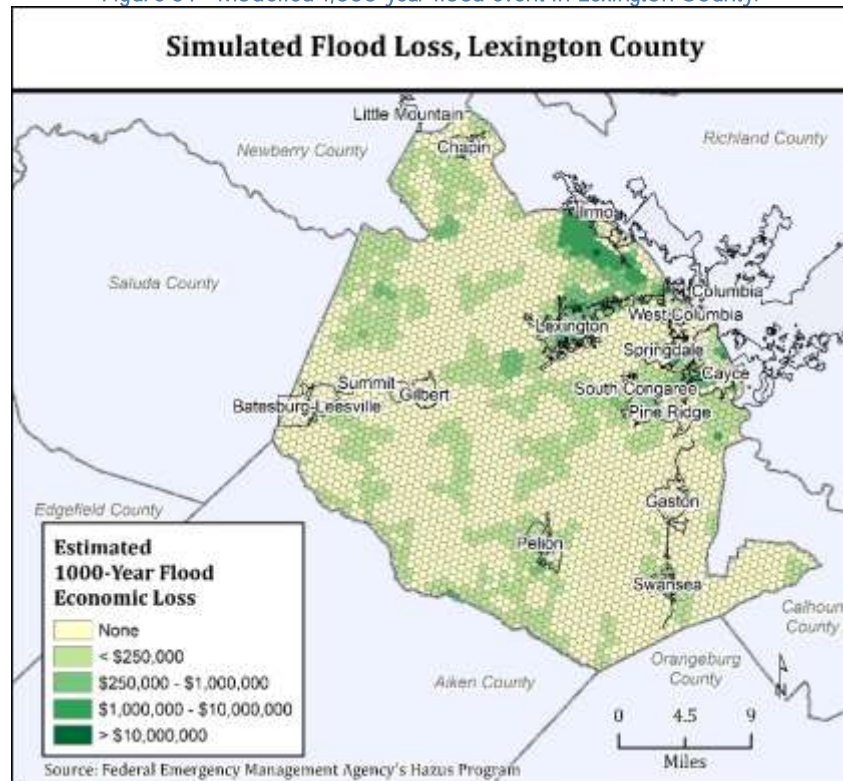 Simulated Flood Loss, Lexington County
Little Mountain
Newberry County
Chapin
Richland County
Irmo
Saluda County
Columbia
West Columbia
Lexington
Springdale
Cayce
Summit
South Congaree
Gilbert
Batesburg-Leesville
Pine Ridge
Edgefield County
Gaston
Pelion
Swansea
Calhoun
County
Orangeburg
County
Aiken County
N
Estimated
1000-Year Flood
Economic Loss
None
< $250,000
$250,000 - $1,000,000
$1,000,000 - $10,000,000
> $10,000,000
0 4.5 9
Miles
Source: Federal Emergency Management Agency's Hazus Program